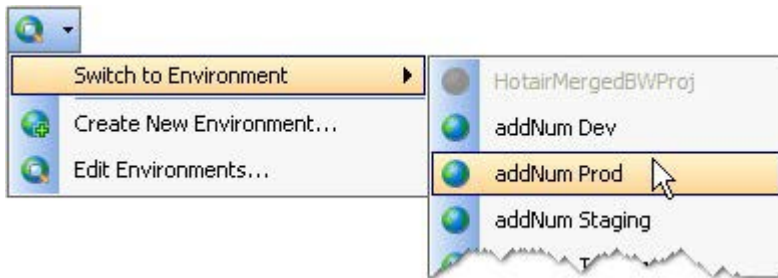 Switch to Environment
Create New Environment...
Edit Environments...
HotairMergedBWProj
addNum Dev
addNum Prod
addNum Staging